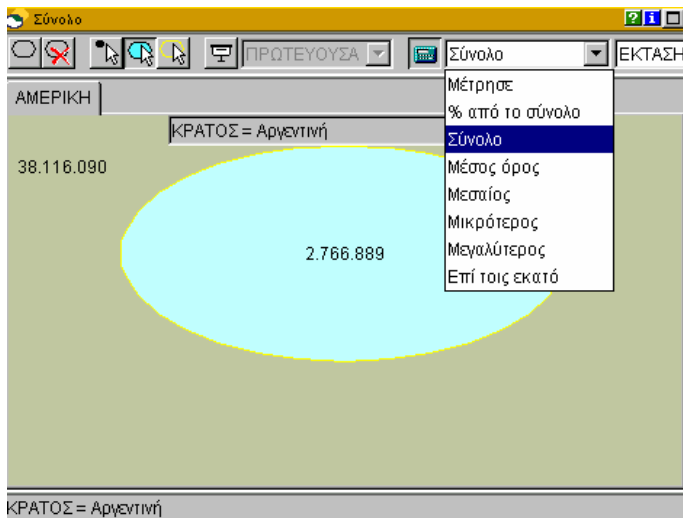 Σύνολο
ΠΡΩΤΕΥΟΥΣΑ Σύνολο ΕΚΤΑΣΗ
ΑΜΕΡΙΚΗ
Μέτρησε
% από το σύνολο
Σύνολο
Μέσος όρος
Μεσαίος
Μικρότερος
Μεγαλύτερος
Επί τοις εκατό
ΚΡΑΤΟΣ = Αργεντινή
38.116.090
2.766.889
ΚΡΑΤΟΣ = Αργεντινή